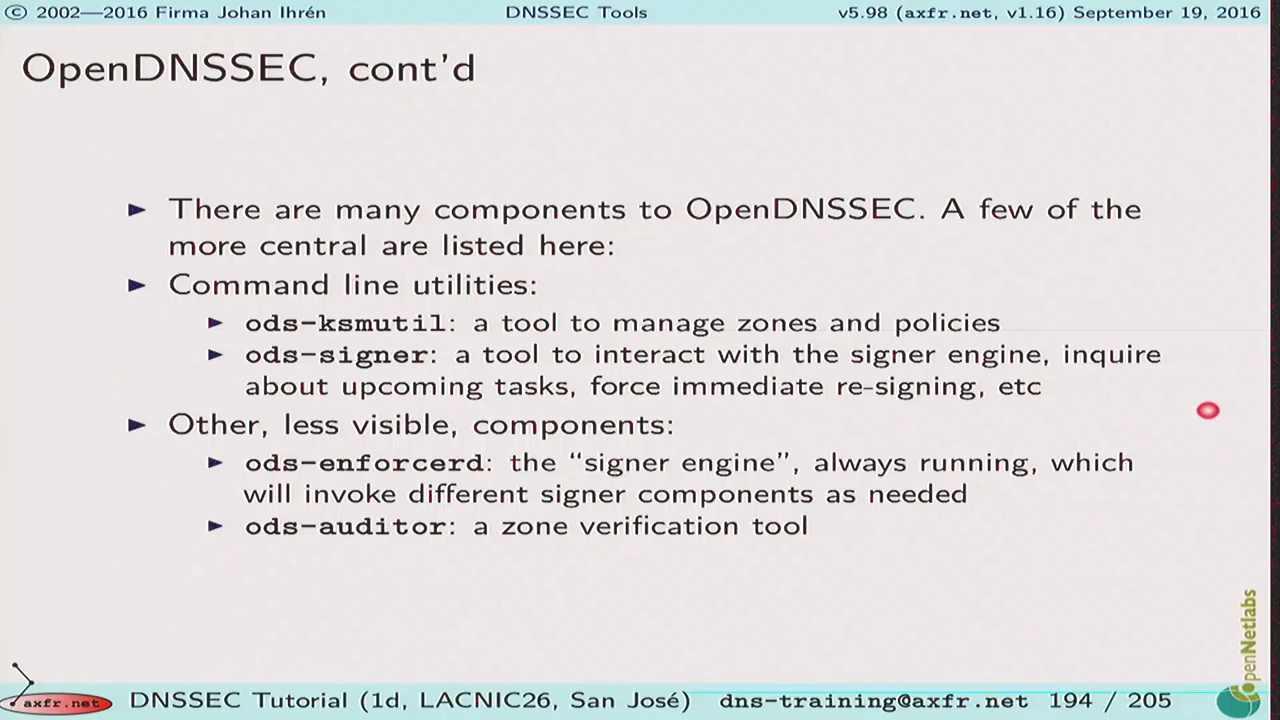 © 2002—2016 Firma Johan Ihrén DNSSEC Tools v5.98 (axfr.net, v1.16) September 19, 2016
OpenDNSSEC, cont'd
► There are many components to OpenDNSSEC. A few of the
more central are listed here:
► Command line utilities:
► ods-ksmutil: a tool to manage zones and policies
► ods-signer: a tool to interact with the signer engine, inquire
about upcoming tasks, force immediate re-signing, etc
► Other, less visible, components:
► ods-enforcerd: the “signer engine”, always running, which
will invoke different signer components as needed
► ods-auditor: a zone verification tool
OpenNetlabs
axfr.net DNSSEC Tutorial (1d, LACNIC26, San José) dns-training@axfr.net 194 / 205